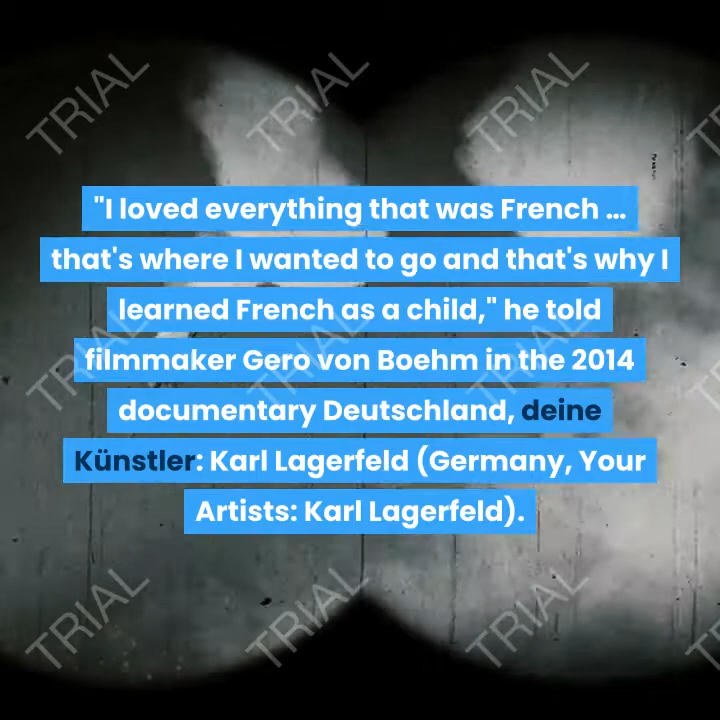 "I loved everything that was French ...
that's where I wanted to go and that's why I
learned French as a child," he told
filmmaker Gero von Boehm in the 2014
documentary Deutschland, deine
Künstler: Karl Lagerfeld (Germany, Your
Artists: Karl Lagerfeld).
TRIAL
TRIAL
TRIAL
TRIAL
TRIAL
TRIAL
TRIAL
TRIAL
TRIAL